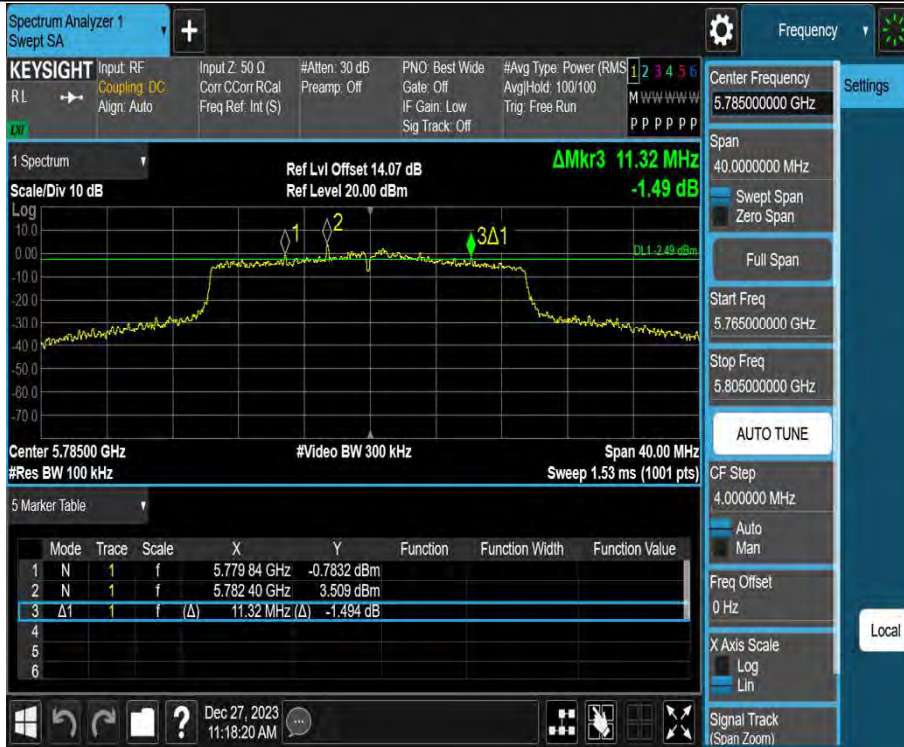 Spectrum Analyzer 1
Swept SA
+
Frequency
KEYSIGHT
RL
Input: RF
Coupling: DC
Align: Auto
Input Z: 50 Ω
Corr CCorr RCal
Freq Ref: Int (S)
#Atten: 30 dB
Preamp: Off
PNO: Best Wide
Gate: Off
IF Gain: Low
Sig Track: Off
#Avg Type: Power (RMS
Avg|Hold: 100/100
Trig: Free Run
1 2 3 4 5 6
M W W W W W
P P P P P P
1 Spectrum
Scale/Div 10 dB
Ref Lvl Offset 14.07 dB
Ref Level 20.00 dBm
ΔMkr3 11.32 MHz
-1.49 dB
Log
10.0
0.00
-10.0
-20.0
-30.0
-40.0
-50.0
-60.0
-70.0
1
2
3Δ1
DL1 -2.49 dBm
Center 5.78500 GHz
#Res BW 100 kHz
#Video BW 300 kHz
Span 40.00 MHz
Sweep 1.53 ms (1001 pts)
5 Marker Table
Mode Trace Scale X Y Function Function Width Function Value
1 N 1 f 5.779 84 GHz -0.7832 dBm
2 N 1 f 5.782 40 GHz 3.509 dBm
3 Δ1 1 f (Δ) 11.32 MHz (Δ) -1.494 dB
4
5
6
?
Dec 27, 2023
11:18:20 AM
Center Frequency
5.785000000 GHz
Settings
Span
40.0000000 MHz
Swept Span
Zero Span
Full Span
Start Freq
5.765000000 GHz
Stop Freq
5.805000000 GHz
AUTO TUNE
CF Step
4.000000 MHz
Auto
Man
Freq Offset
0 Hz
Local
X Axis Scale
Log
Lin
Signal Track
(Span Zoom)